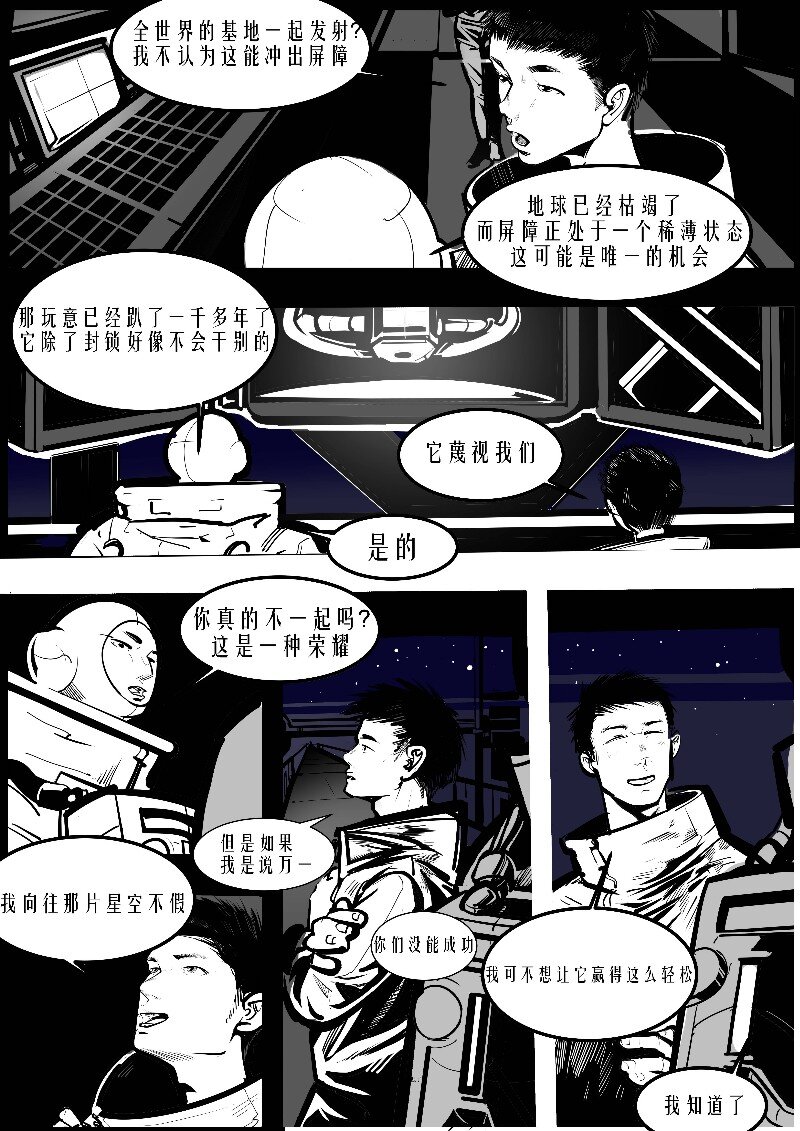 全世界的基地一起发射?
我不认为这能冲出屏障
地球已经枯竭了
而屏障正处于一个稀薄状态
这可能是唯一的机会
那玩意已经趴了一千多年了
它除了封锁好像不会干别的
它蔑视我们
是的
你真的不一起吗?
这是一种荣耀
我向往那片星空不假
但是如果
我是说万一
你们没能成功
我可不想让它赢得这么轻松
我知道了